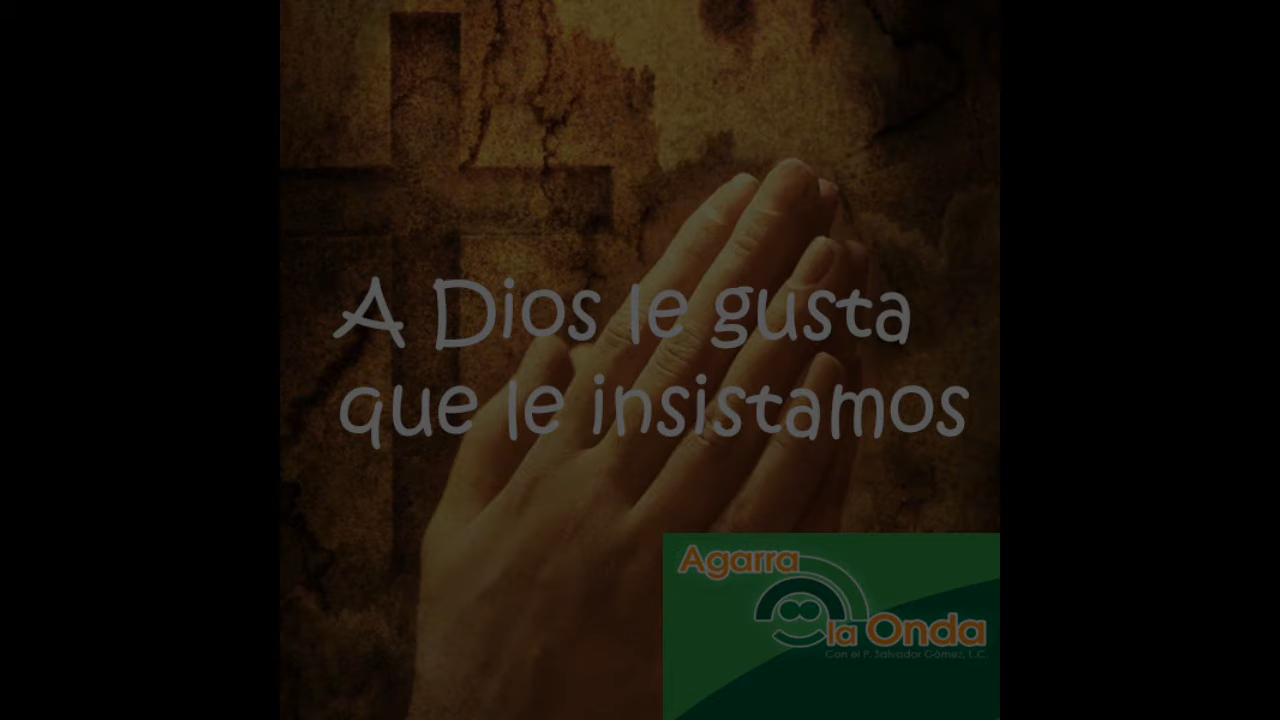 A Dios le gusta
que le insistamos
Agarra
la Onda
Con el P. Salvador Gómez, L.C.